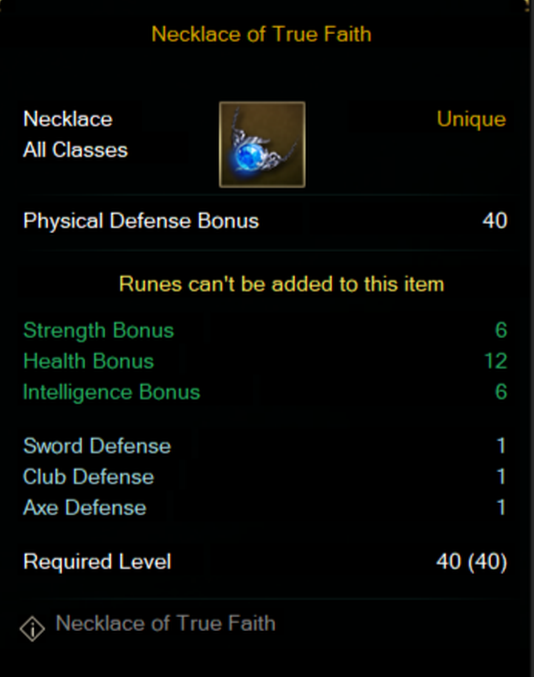 Necklace of True Faith
Necklace
Unique
All Classes
Physical Defense Bonus 40
Runes can't be added to this item
Strength Bonus 6
Health Bonus 12
Intelligence Bonus 6
Sword Defense 1
Club Defense 1
Axe Defense 1
Required Level 40 (40)
Necklace of True Faith